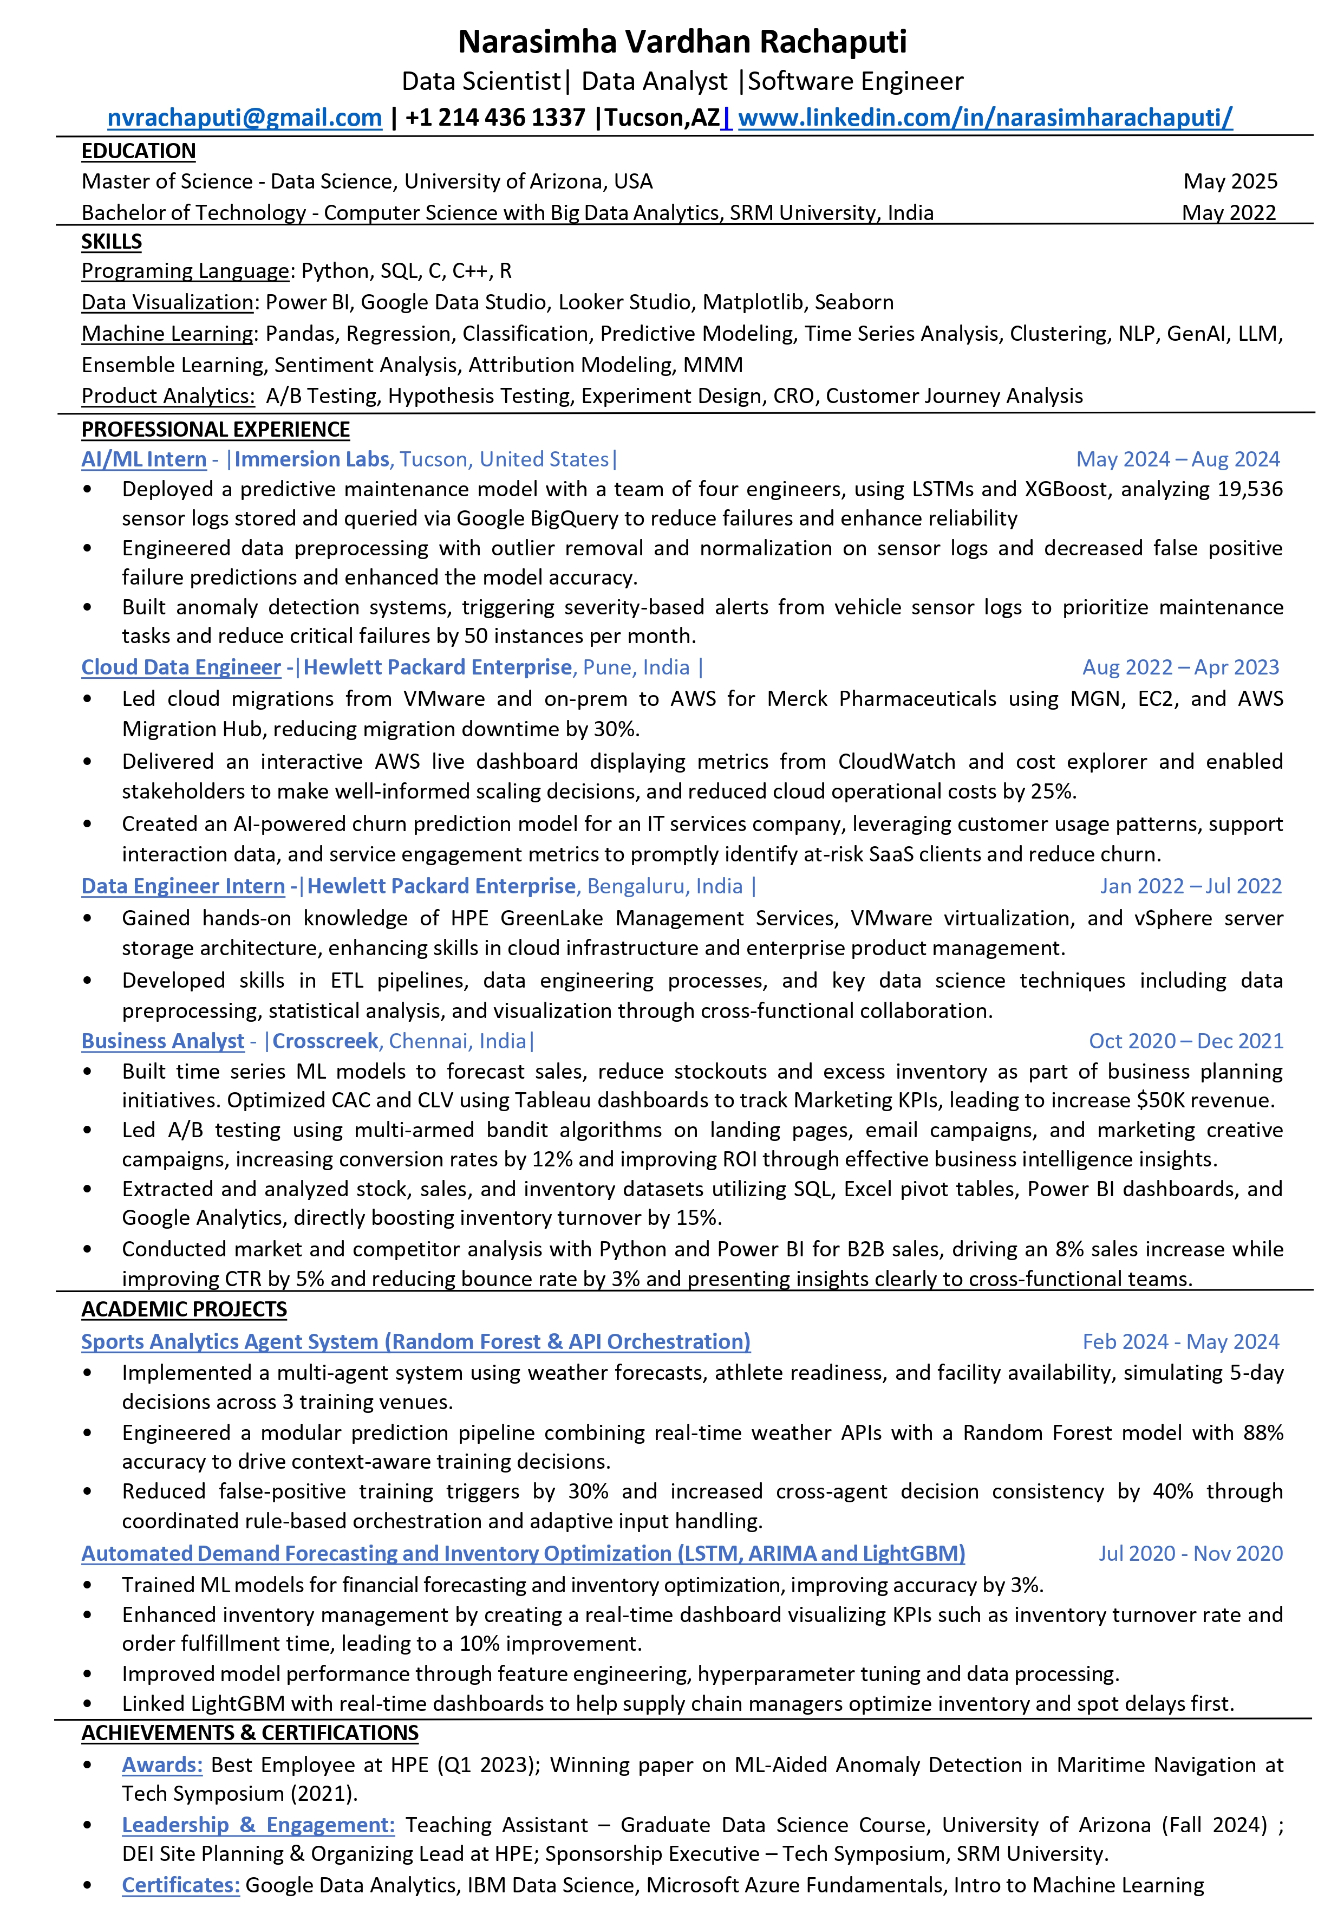 Narasimha Vardhan Rachaputi
Data Scientist| Data Analyst |Software Engineer
nvrachaputi@gmail.com | +1 214 436 1337 |Tucson,AZ| www.linkedin.com/in/narasimharachaputi/
EDUCATION
Master of Science - Data Science, University of Arizona, USA May 2025
Bachelor of Technology - Computer Science with Big Data Analytics, SRM University, India May 2022
SKILLS
Programing Language: Python, SQL, C, C++, R
Data Visualization: Power BI, Google Data Studio, Looker Studio, Matplotlib, Seaborn
Machine Learning: Pandas, Regression, Classification, Predictive Modeling, Time Series Analysis, Clustering, NLP, GenAI, LLM,
Ensemble Learning, Sentiment Analysis, Attribution Modeling, MMM
Product Analytics: A/B Testing, Hypothesis Testing, Experiment Design, CRO, Customer Journey Analysis
PROFESSIONAL EXPERIENCE
AI/ML Intern - |Immersion Labs, Tucson, United States| May 2024 – Aug 2024
• Deployed a predictive maintenance model with a team of four engineers, using LSTMs and XGBoost, analyzing 19,536
sensor logs stored and queried via Google BigQuery to reduce failures and enhance reliability
• Engineered data preprocessing with outlier removal and normalization on sensor logs and decreased false positive
failure predictions and enhanced the model accuracy.
• Built anomaly detection systems, triggering severity-based alerts from vehicle sensor logs to prioritize maintenance
tasks and reduce critical failures by 50 instances per month.
Cloud Data Engineer -|Hewlett Packard Enterprise, Pune, India | Aug 2022 – Apr 2023
• Led cloud migrations from VMware and on-prem to AWS for Merck Pharmaceuticals using MGN, EC2, and AWS
Migration Hub, reducing migration downtime by 30%.
• Delivered an interactive AWS live dashboard displaying metrics from CloudWatch and cost explorer and enabled
stakeholders to make well-informed scaling decisions, and reduced cloud operational costs by 25%.
• Created an AI-powered churn prediction model for an IT services company, leveraging customer usage patterns, support
interaction data, and service engagement metrics to promptly identify at-risk SaaS clients and reduce churn.
Data Engineer Intern -|Hewlett Packard Enterprise, Bengaluru, India | Jan 2022 – Jul 2022
• Gained hands-on knowledge of HPE GreenLake Management Services, VMware virtualization, and vSphere server
storage architecture, enhancing skills in cloud infrastructure and enterprise product management.
• Developed skills in ETL pipelines, data engineering processes, and key data science techniques including data
preprocessing, statistical analysis, and visualization through cross-functional collaboration.
Business Analyst - |Crosscreek, Chennai, India| Oct 2020 – Dec 2021
• Built time series ML models to forecast sales, reduce stockouts and excess inventory as part of business planning
initiatives. Optimized CAC and CLV using Tableau dashboards to track Marketing KPIs, leading to increase $50K revenue.
• Led A/B testing using multi-armed bandit algorithms on landing pages, email campaigns, and marketing creative
campaigns, increasing conversion rates by 12% and improving ROI through effective business intelligence insights.
• Extracted and analyzed stock, sales, and inventory datasets utilizing SQL, Excel pivot tables, Power BI dashboards, and
Google Analytics, directly boosting inventory turnover by 15%.
• Conducted market and competitor analysis with Python and Power BI for B2B sales, driving an 8% sales increase while
improving CTR by 5% and reducing bounce rate by 3% and presenting insights clearly to cross-functional teams.
ACADEMIC PROJECTS
Sports Analytics Agent System (Random Forest & API Orchestration) Feb 2024 - May 2024
• Implemented a multi-agent system using weather forecasts, athlete readiness, and facility availability, simulating 5-day
decisions across 3 training venues.
• Engineered a modular prediction pipeline combining real-time weather APIs with a Random Forest model with 88%
accuracy to drive context-aware training decisions.
• Reduced false-positive training triggers by 30% and increased cross-agent decision consistency by 40% through
coordinated rule-based orchestration and adaptive input handling.
Automated Demand Forecasting and Inventory Optimization (LSTM, ARIMA and LightGBM) Jul 2020 - Nov 2020
• Trained ML models for financial forecasting and inventory optimization, improving accuracy by 3%.
• Enhanced inventory management by creating a real-time dashboard visualizing KPIs such as inventory turnover rate and
order fulfillment time, leading to a 10% improvement.
• Improved model performance through feature engineering, hyperparameter tuning and data processing.
• Linked LightGBM with real-time dashboards to help supply chain managers optimize inventory and spot delays first.
ACHIEVEMENTS & CERTIFICATIONS
• Awards: Best Employee at HPE (Q1 2023); Winning paper on ML-Aided Anomaly Detection in Maritime Navigation at
Tech Symposium (2021).
• Leadership & Engagement: Teaching Assistant – Graduate Data Science Course, University of Arizona (Fall 2024) ;
DEI Site Planning & Organizing Lead at HPE; Sponsorship Executive – Tech Symposium, SRM University.
• Certificates: Google Data Analytics, IBM Data Science, Microsoft Azure Fundamentals, Intro to Machine Learning